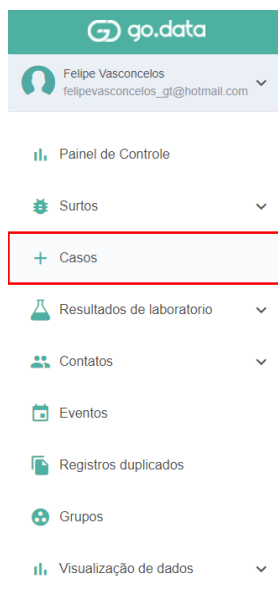 go.data
Felipe Vasconcelos
felipevasconcelos_gt@hotmail.com
Painel de Controle
Surtos
Casos
Resultados de laboratorio
Contatos
Eventos
Registros duplicados
Grupos
Visualização de dados